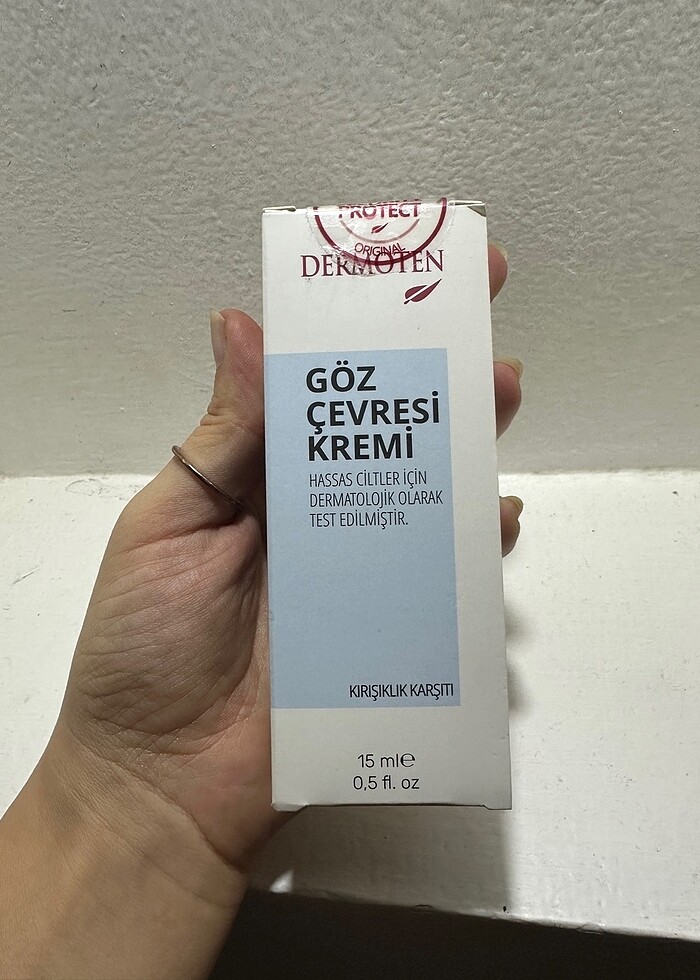 PROTECT
ORIGINAL
DERMOTEN
GÖZ
ÇEVRESİ
KREMİ
HASSAS CİLTLER İÇİN
DERMATOLOJİK OLARAK
TEST EDİLMİŞTİR.
KIRIŞIKLIK KARŞITI
15 ml℮
0,5 fl. oz